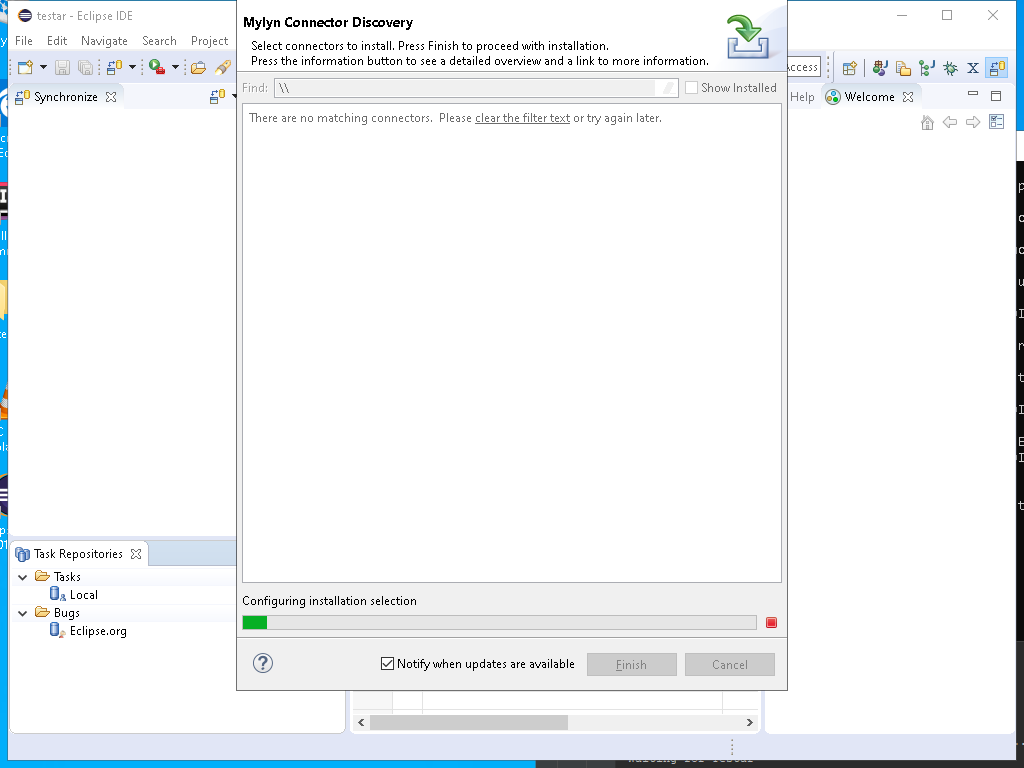 testar - Eclipse IDE
File Edit Navigate Search Project
Synchronize
Mylyn Connector Discovery
Select connectors to install. Press Finish to proceed with installation.
Press the information button to see a detailed overview and a link to more information.
Find: \\ Show Installed
There are no matching connectors. Please clear the filter text or try again later.
Help Welcome
Task Repositories
Tasks
Local
Bugs
Eclipse.org
Configuring installation selection
Notify when updates are available Finish Cancel